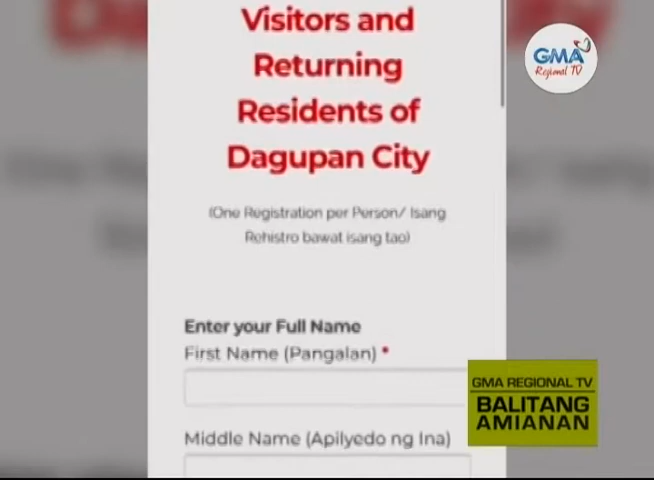 Visitors and
Returning
Residents of
Dagupan City
(One Registration per Person/ Isang
Rehistro bawat isang tao)
Enter your Full Name
First Name (Pangalan) *
Middle Name (Apilyedo ng Ina)
GMA
Regional TV
GMA REGIONAL TV
BALITANG
AMIANAN